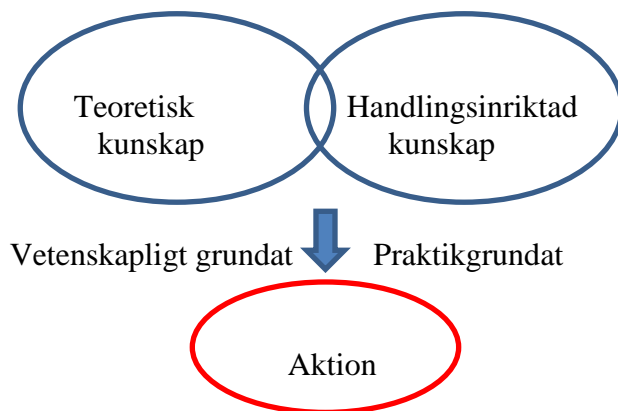 Teoretisk
kunskap
Handlingsinriktad
kunskap
Vetenskapligt grundat
Praktikgrundat
Aktion